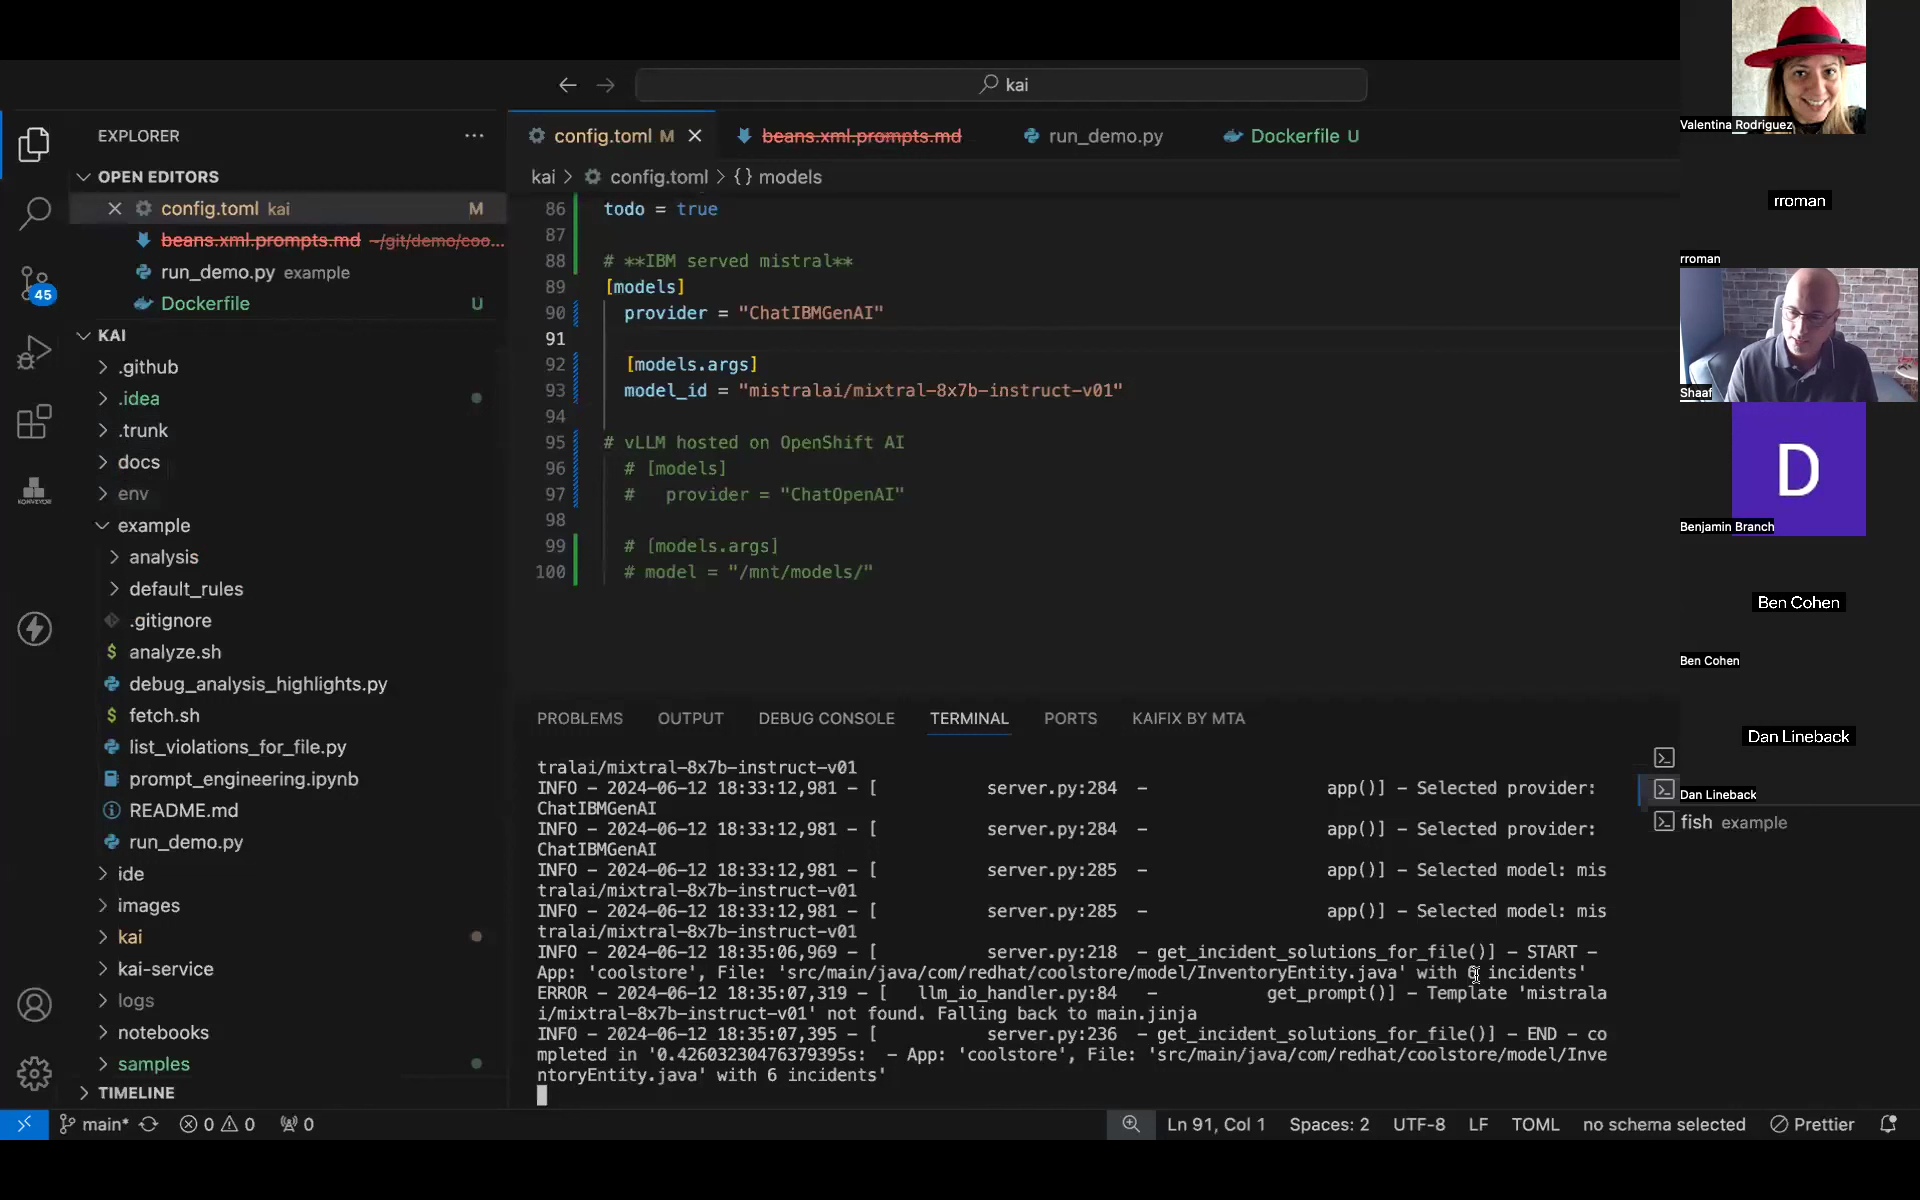 kai
EXPLORER
OPEN EDITORS
config.toml kai M
beans.xml.prompts.md ~/git/demo/coo...
run_demo.py example
Dockerfile U
KAI
.github
.idea
.trunk
docs
env
example
analysis
default_rules
.gitignore
$ analyze.sh
debug_analysis_highlights.py
$ fetch.sh
list_violations_for_file.py
prompt_engineering.ipynb
README.md
run_demo.py
ide
images
kai
kai-service
logs
notebooks
samples
TIMELINE
45
KONVEYOR
config.toml M
beans.xml.prompts.md
run_demo.py
Dockerfile U
kai > config.toml > {} models
86 todo = true
87
88 # **IBM served mistral**
89 [models]
90 provider = "ChatIBMGenAI"
91
92 [models.args]
93 model_id = "mistralai/mixtral-8x7b-instruct-v01"
94
95 # vLLM hosted on OpenShift AI
96 # [models]
97 # provider = "ChatOpenAI"
98
99 # [models.args]
100 # model = "/mnt/models/"
PROBLEMS OUTPUT DEBUG CONSOLE TERMINAL PORTS KAIFIX BY MTA
tralai/mixtral-8x7b-instruct-v01
INFO - 2024-06-12 18:33:12,981 - [ server.py:284 - app()] - Selected provider:
ChatIBMGenAI
INFO - 2024-06-12 18:33:12,981 - [ server.py:284 - app()] - Selected provider:
ChatIBMGenAI
INFO - 2024-06-12 18:33:12,981 - [ server.py:285 - app()] - Selected model: mis
tralai/mixtral-8x7b-instruct-v01
INFO - 2024-06-12 18:33:12,981 - [ server.py:285 - app()] - Selected model: mis
tralai/mixtral-8x7b-instruct-v01
INFO - 2024-06-12 18:35:06,969 - [ server.py:218 - get_incident_solutions_for_file()] - START -
App: 'coolstore', File: 'src/main/java/com/redhat/coolstore/model/InventoryEntity.java' with 6 incidents'
ERROR - 2024-06-12 18:35:07,319 - [ llm_io_handler.py:84 - get_prompt()] - Template 'mistrala
i/mixtral-8x7b-instruct-v01' not found. Falling back to main.jinja
INFO - 2024-06-12 18:35:07,395 - [ server.py:236 - get_incident_solutions_for_file()] - END - co
mpleted in '0.42603230476379395s: - App: 'coolstore', File: 'src/main/java/com/redhat/coolstore/model/Inve
ntoryEntity.java' with 6 incidents'
fish example
main* 0 0 0
Ln 91, Col 1 Spaces: 2 UTF-8 LF TOML no schema selected Prettier
Valentina Rodriguez
rroman
rroman
Shaaf
D
Benjamin Branch
Ben Cohen
Ben Cohen
Dan Lineback
Dan Lineback